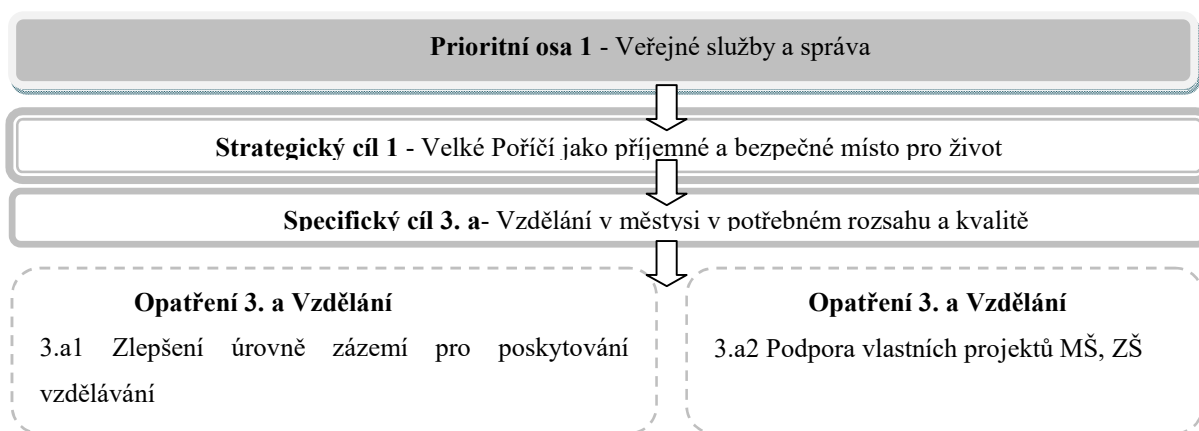 Prioritní osa 1 - Veřejné služby a správa
Strategický cíl 1 - Velké Poříčí jako příjemné a bezpečné místo pro život
Specifický cíl 3. a- Vzdělání v městysi v potřebném rozsahu a kvalitě
Opatření 3. a Vzdělání
3.a1 Zlepšení úrovně zázemí pro poskytování
vzdělávání
Opatření 3. a Vzdělání
3.a2 Podpora vlastních projektů MŠ, ZŠ